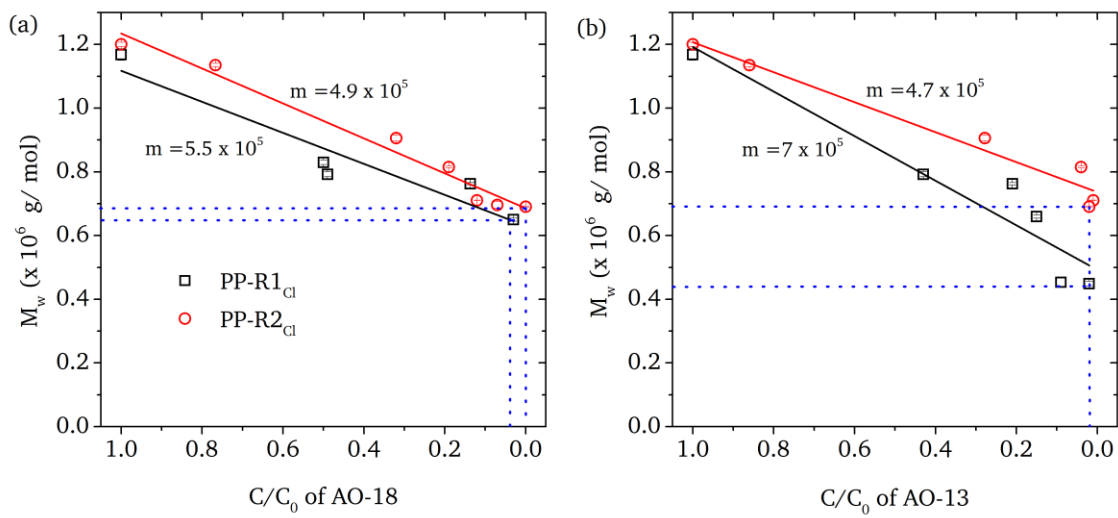 (a)
1.2
1.0
0.8
0.6
0.4
0.2
0.0
M_w (x 10^6 g/ mol)
m = 4.9 x 10^5
m =5.5 x 10^5
PP-R1_Cl
PP-R2_Cl
1.0 0.8 0.6 0.4 0.2 0.0
C/C_0 of AO-18
(b)
1.2
1.0
0.8
0.6
0.4
0.2
0.0
M_w (x 10^6 g/ mol)
m = 4.7 x 10^5
m =7 x 10^5
1.0 0.8 0.6 0.4 0.2 0.0
C/C_0 of AO-13